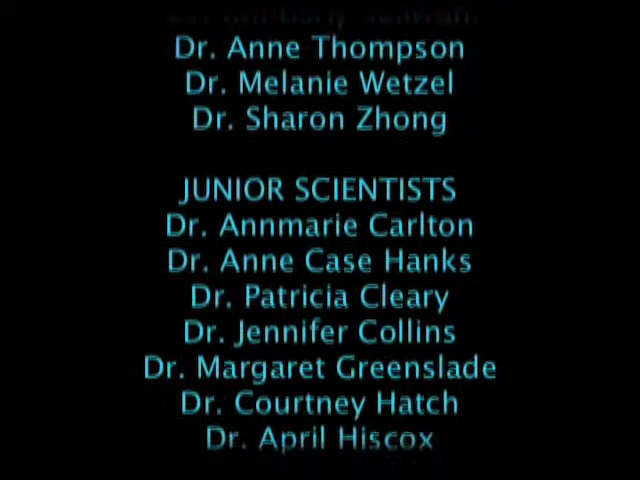 Dr. Anne Thompson
Dr. Melanie Wetzel
Dr. Sharon Zhong
JUNIOR SCIENTISTS
Dr. Annmarie Carlton
Dr. Anne Case Hanks
Dr. Patricia Cleary
Dr. Jennifer Collins
Dr. Margaret Greenslade
Dr. Courtney Hatch
Dr. April Hiscox